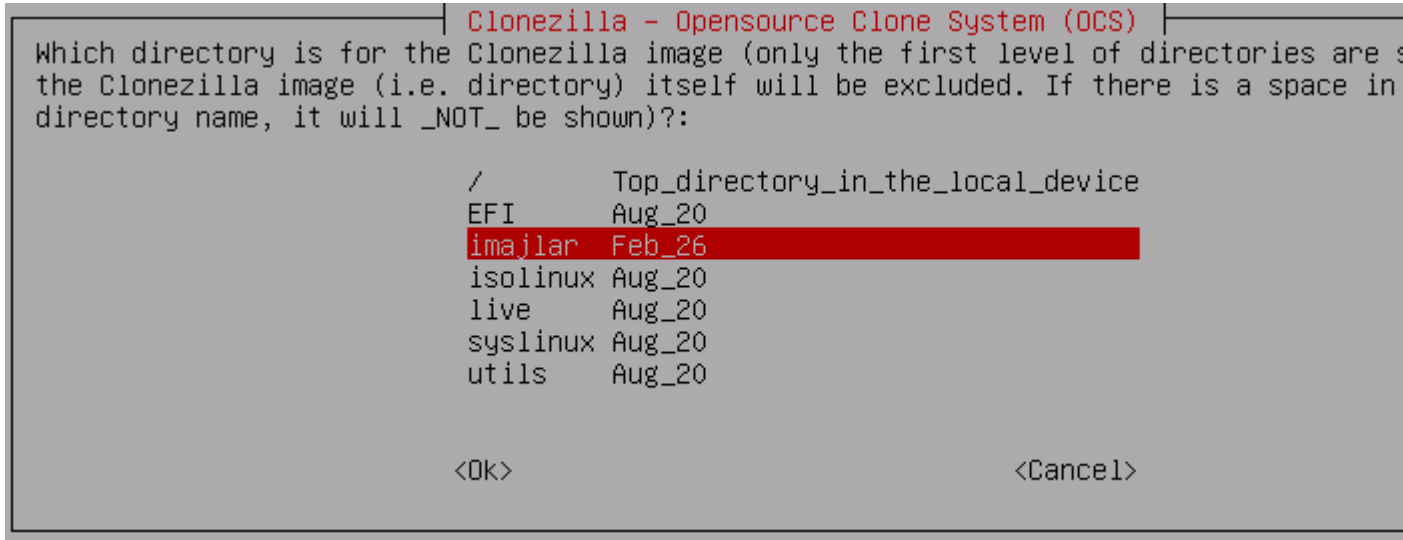 Clonezilla - Opensource Clone System (OCS)
Which directory is for the Clonezilla image (only the first level of directories are
the Clonezilla image (i.e. directory) itself will be excluded. If there is a space in
directory name, it will _NOT_ be shown)?:
/ Top_directory_in_the_local_device
EFI Aug_20
imajlar Feb_26
isolinux Aug_20
live Aug_20
syslinux Aug_20
utils Aug_20
<Ok> <Cancel>